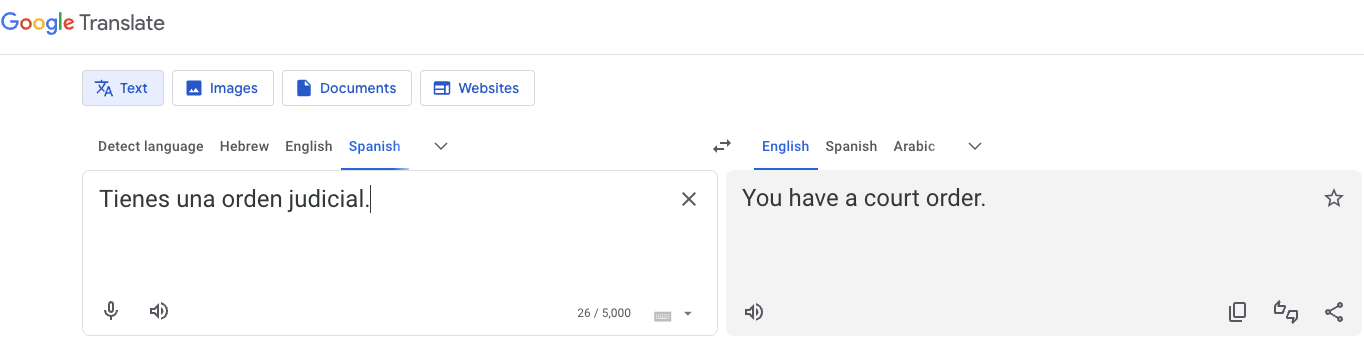 Google Translate
Text Images Documents Websites
Detect language Hebrew English Spanish English Spanish Arabic
Tienes una orden judicial. You have a court order.
26 / 5,000